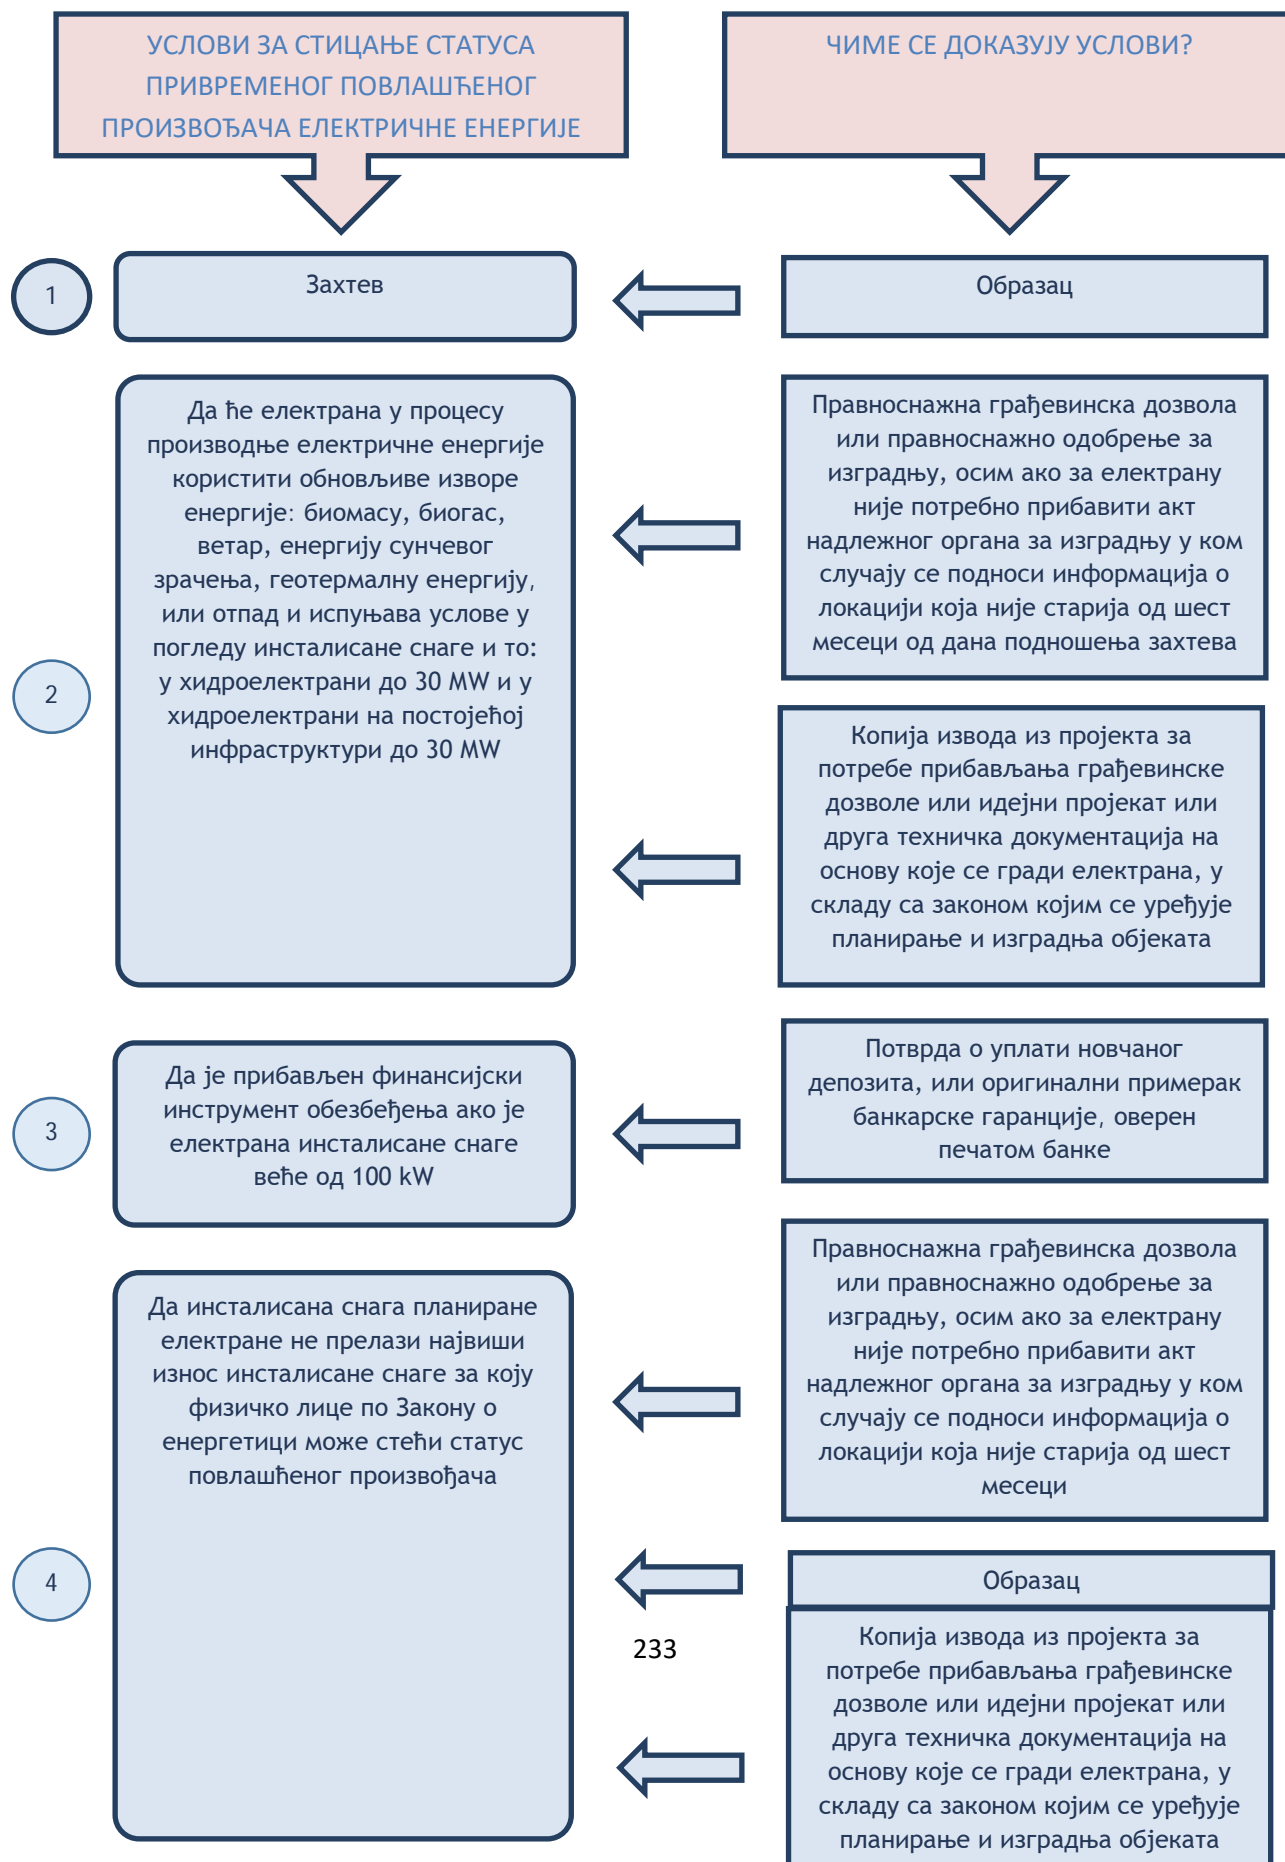 УСЛОВИ ЗА СТИЦАЊЕ СТАТУСА
ПРИВРЕМЕНОГ ПОВЛАШЋЕНОГ
ПРОИЗВОЂАЧА ЕЛЕКТРИЧНЕ ЕНЕРГИЈЕ
ЧИМЕ СЕ ДОКАЗУЈУ УСЛОВИ?
1
Захтев
Образац
2
Да ће електрана у процесу
производње електричне енергије
користити обновљиве изворе
енергије: биомасу, биогас,
ветар, енергију сунчевог
зрачења, геотермалну енергију,
или отпад и испуњава услове у
погледу инсталисане снаге и то:
у хидроелектрани до 30 MW и у
хидроелектрани на постојећој
инфраструктури до 30 MW
Правноснажна грађевинска дозвола
или правноснажно одобрење за
изградњу, осим ако за електрану
није потребно прибавити акт
надлежног органа за изградњу у ком
случају се подноси информација о
локацији која није старија од шест
месеци од дана подношења захтева
Копија извода из пројекта за
потребе прибављања грађевинске
дозволе или идејни пројекат или
друга техничка документација на
основу које се гради електрана, у
складу са законом којим се уређује
планирање и изградња објеката
3
Да је прибављен финансијски
инструмент обезбеђења ако је
електрана инсталисане снаге
веће од 100 kW
Потврда о уплати новчаног
депозита, или оригинални примерак
банкарске гаранције, оверен
печатом банке
4
Да инсталисана снага планиране
електране не прелази највиши
износ инсталисане снаге за коју
физичко лице по Закону о
енергетици може стећи статус
повлашћеног произвођача
Правноснажна грађевинска дозвола
или правноснажно одобрење за
изградњу, осим ако за електрану
није потребно прибавити акт
надлежног органа за изградњу у ком
случају се подноси информација о
локацији која није старија од шест
месеци
Образац
Копија извода из пројекта за
потребе прибављања грађевинске
дозволе или идејни пројекат или
друга техничка документација на
основу које се гради електрана, у
складу са законом којим се уређује
планирање и изградња објеката
233